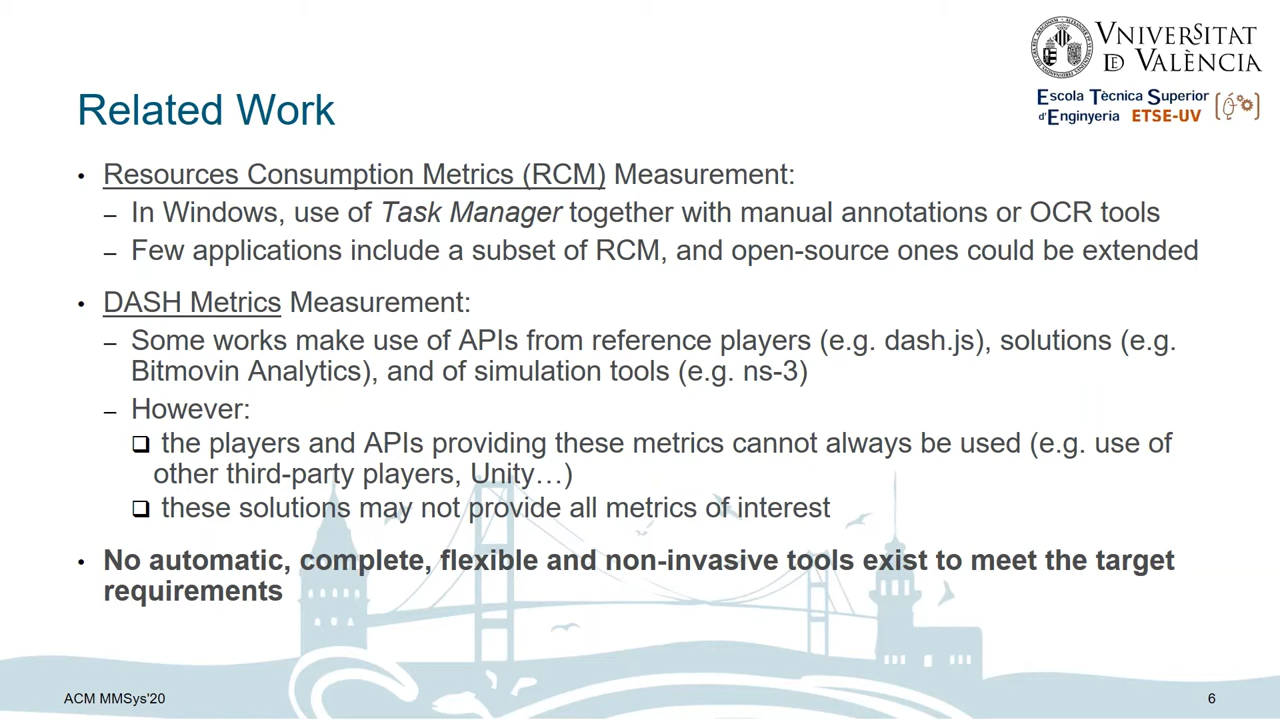 VNIVERSITAT
DE VALÈNCIA
Escola Tècnica Superior
d'Enginyeria ETSE-UV
Related Work
• Resources Consumption Metrics (RCM) Measurement:
– In Windows, use of Task Manager together with manual annotations or OCR tools
– Few applications include a subset of RCM, and open-source ones could be extended
• DASH Metrics Measurement:
– Some works make use of APIs from reference players (e.g. dash.js), solutions (e.g.
Bitmovin Analytics), and of simulation tools (e.g. ns-3)
– However:
❑ the players and APIs providing these metrics cannot always be used (e.g. use of
other third-party players, Unity…)
❑ these solutions may not provide all metrics of interest
• No automatic, complete, flexible and non-invasive tools exist to meet the target
requirements
ACM MMSys'20
6